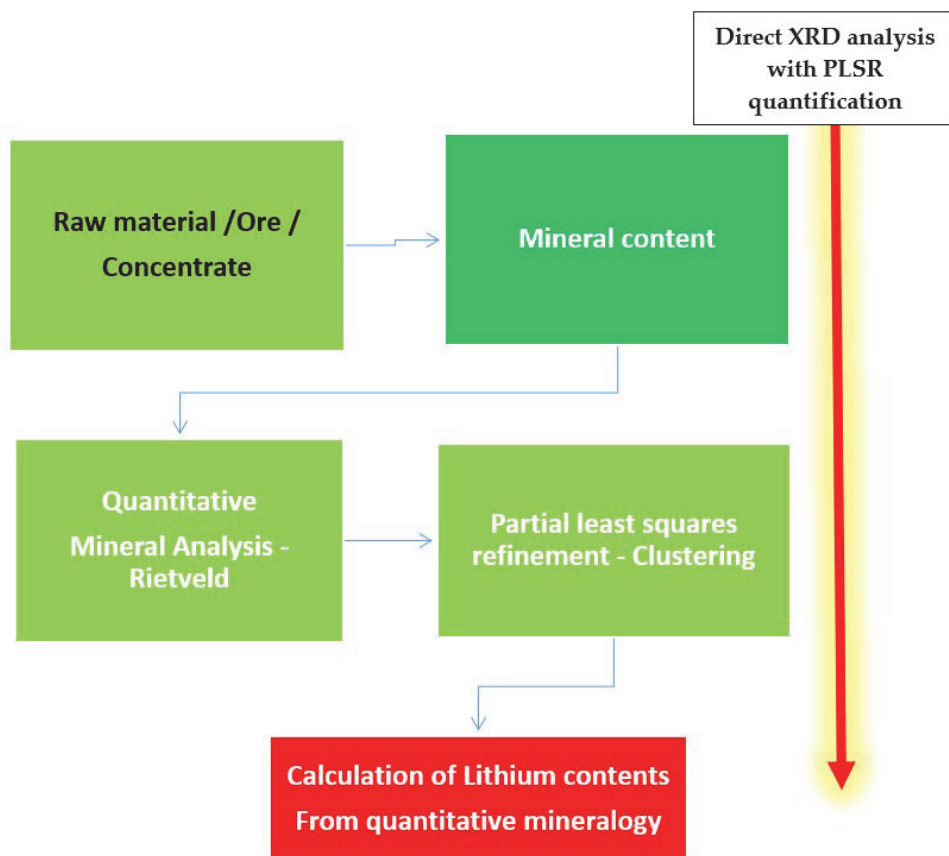 Direct XRD analysis
with PLSR
quantification
Raw material /Ore /
Concentrate
Mineral content
Quantitative
Mineral Analysis -
Rietveld
Partial least squares
refinement - Clustering
Calculation of Lithium contents
From quantitative mineralogy